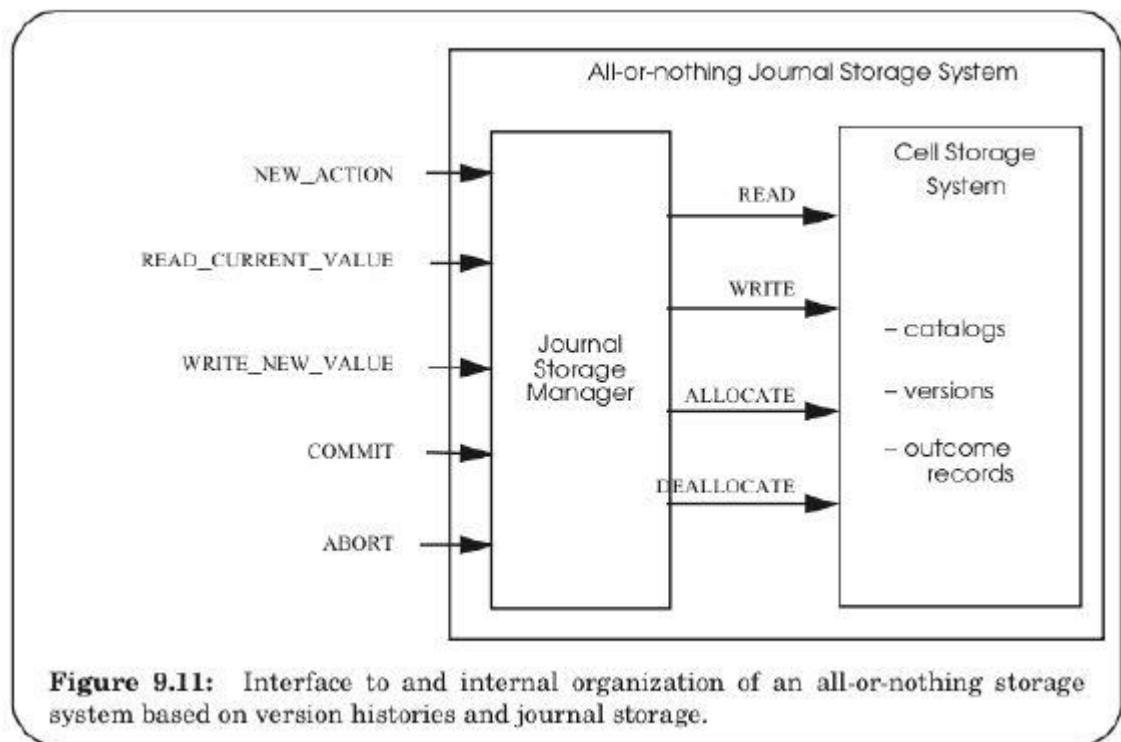 All-or-nothing Journal Storage System
NEW_ACTION
READ_CURRENT_VALUE
WRITE_NEW_VALUE
COMMIT
ABORT
Journal
Storage
Manager
READ
WRITE
ALLOCATE
DEALLOCATE
Cell Storage
System
– catalogs
– versions
– outcome
records
Figure 9.11: Interface to and internal organization of an all-or-nothing storage
system based on version histories and journal storage.